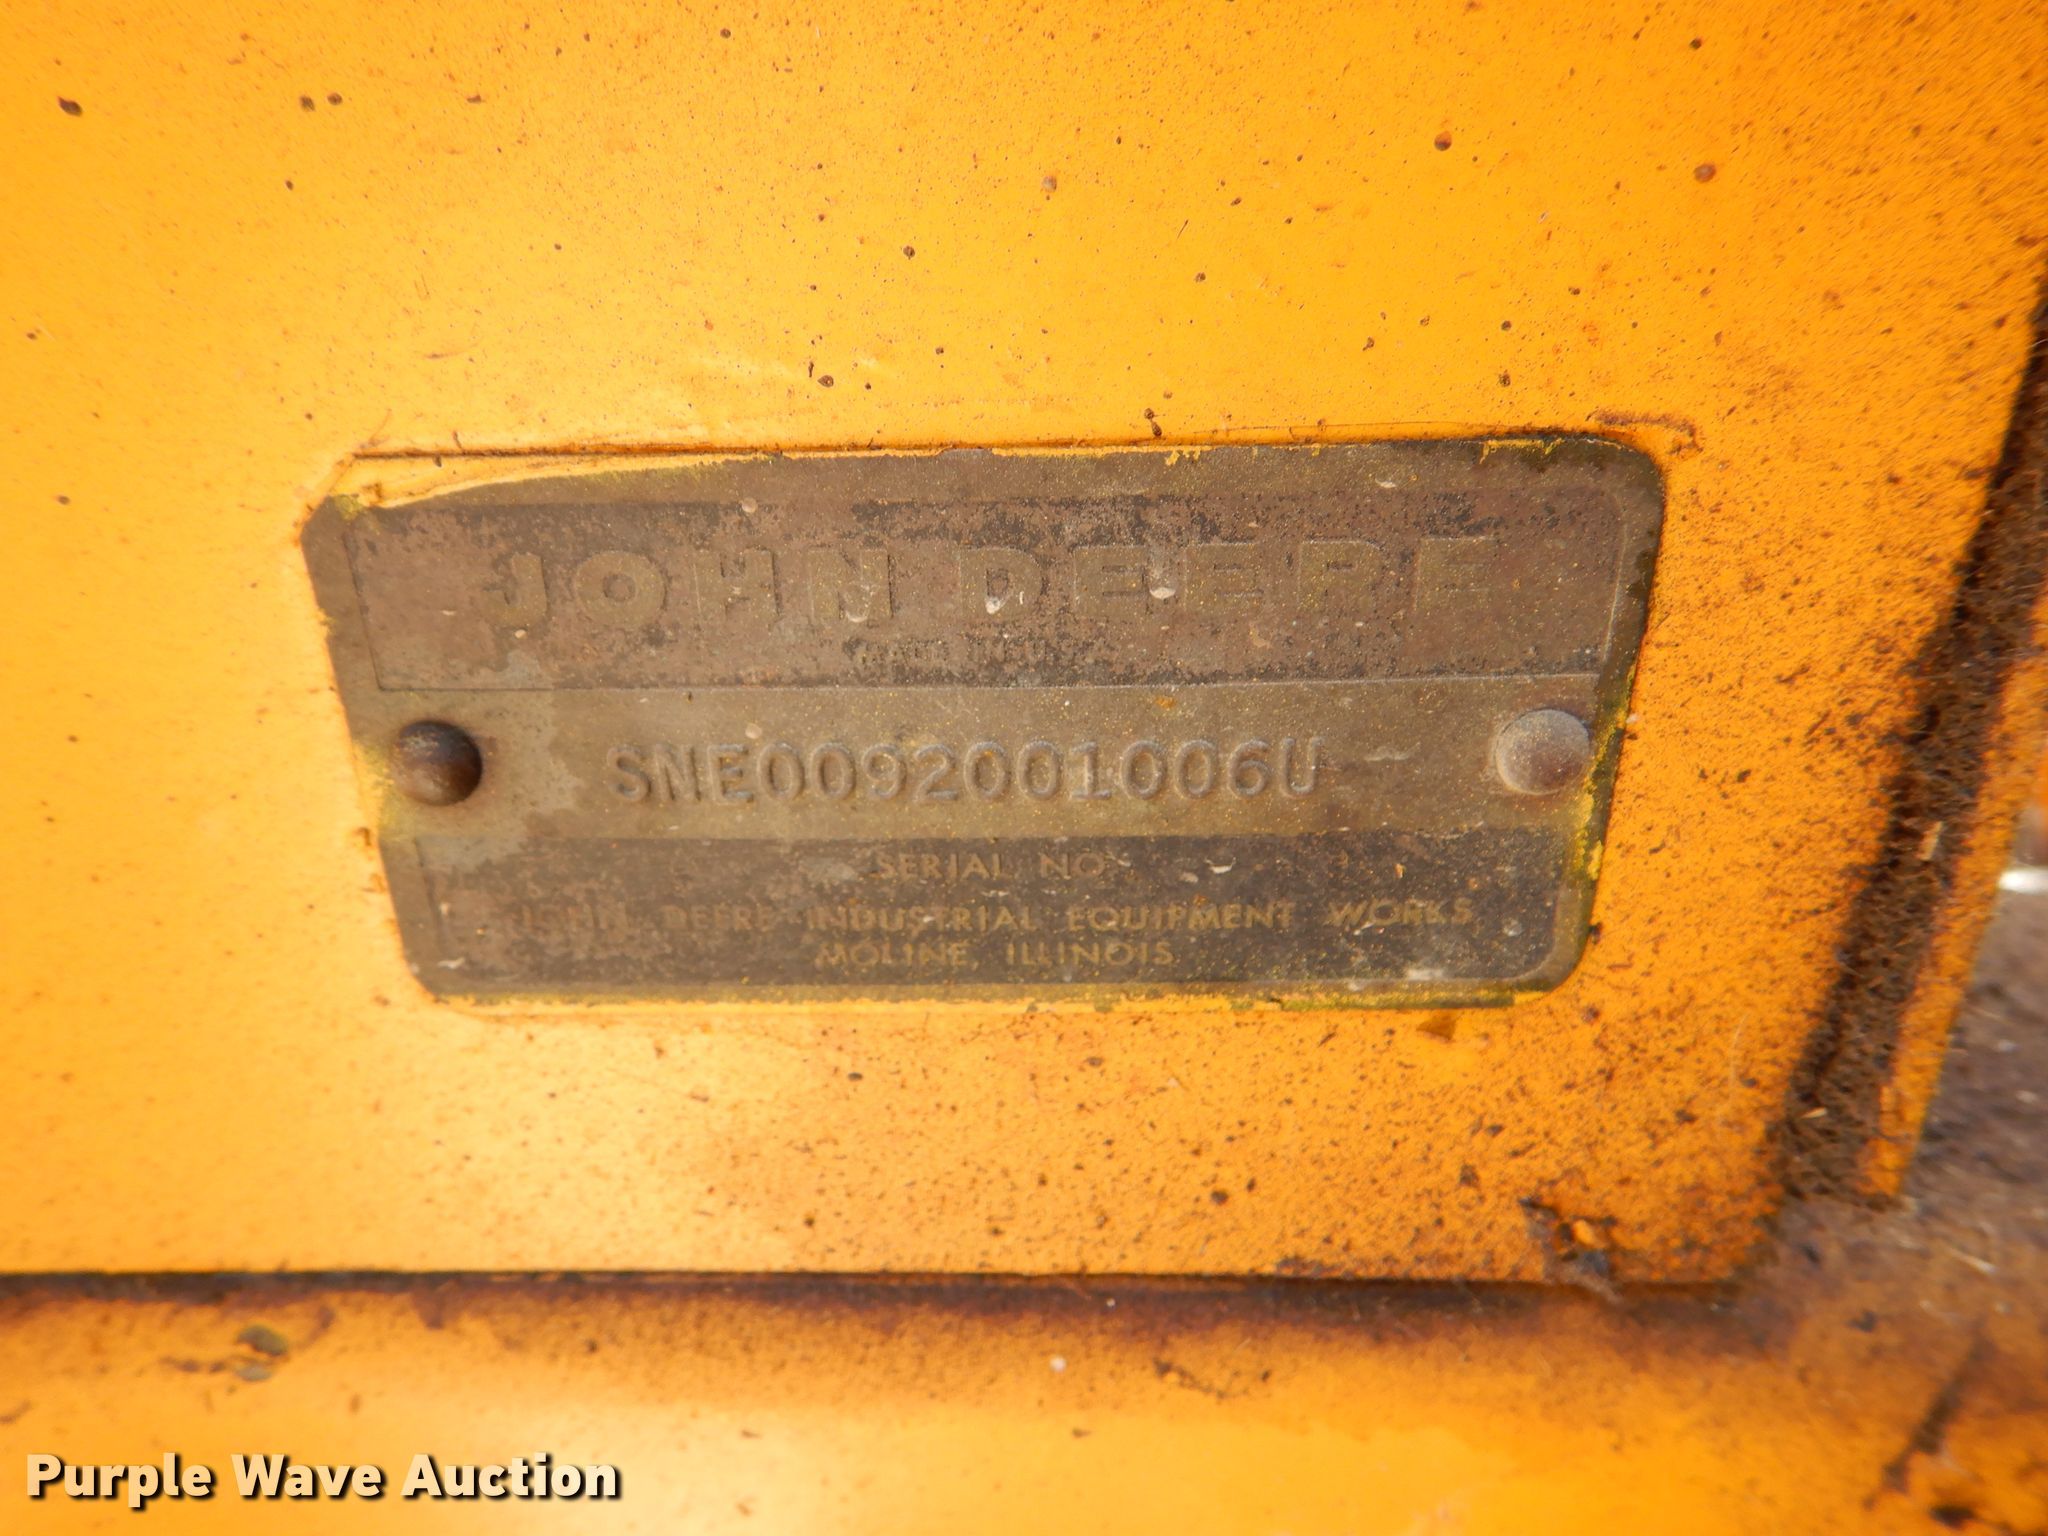 JOHN DEERE
SNE0092001006U
SERIAL NO.
JOHN DEERE INDUSTRIAL EQUIPMENT WORKS
MOLINE, ILLINOIS
Purple Wave Auction